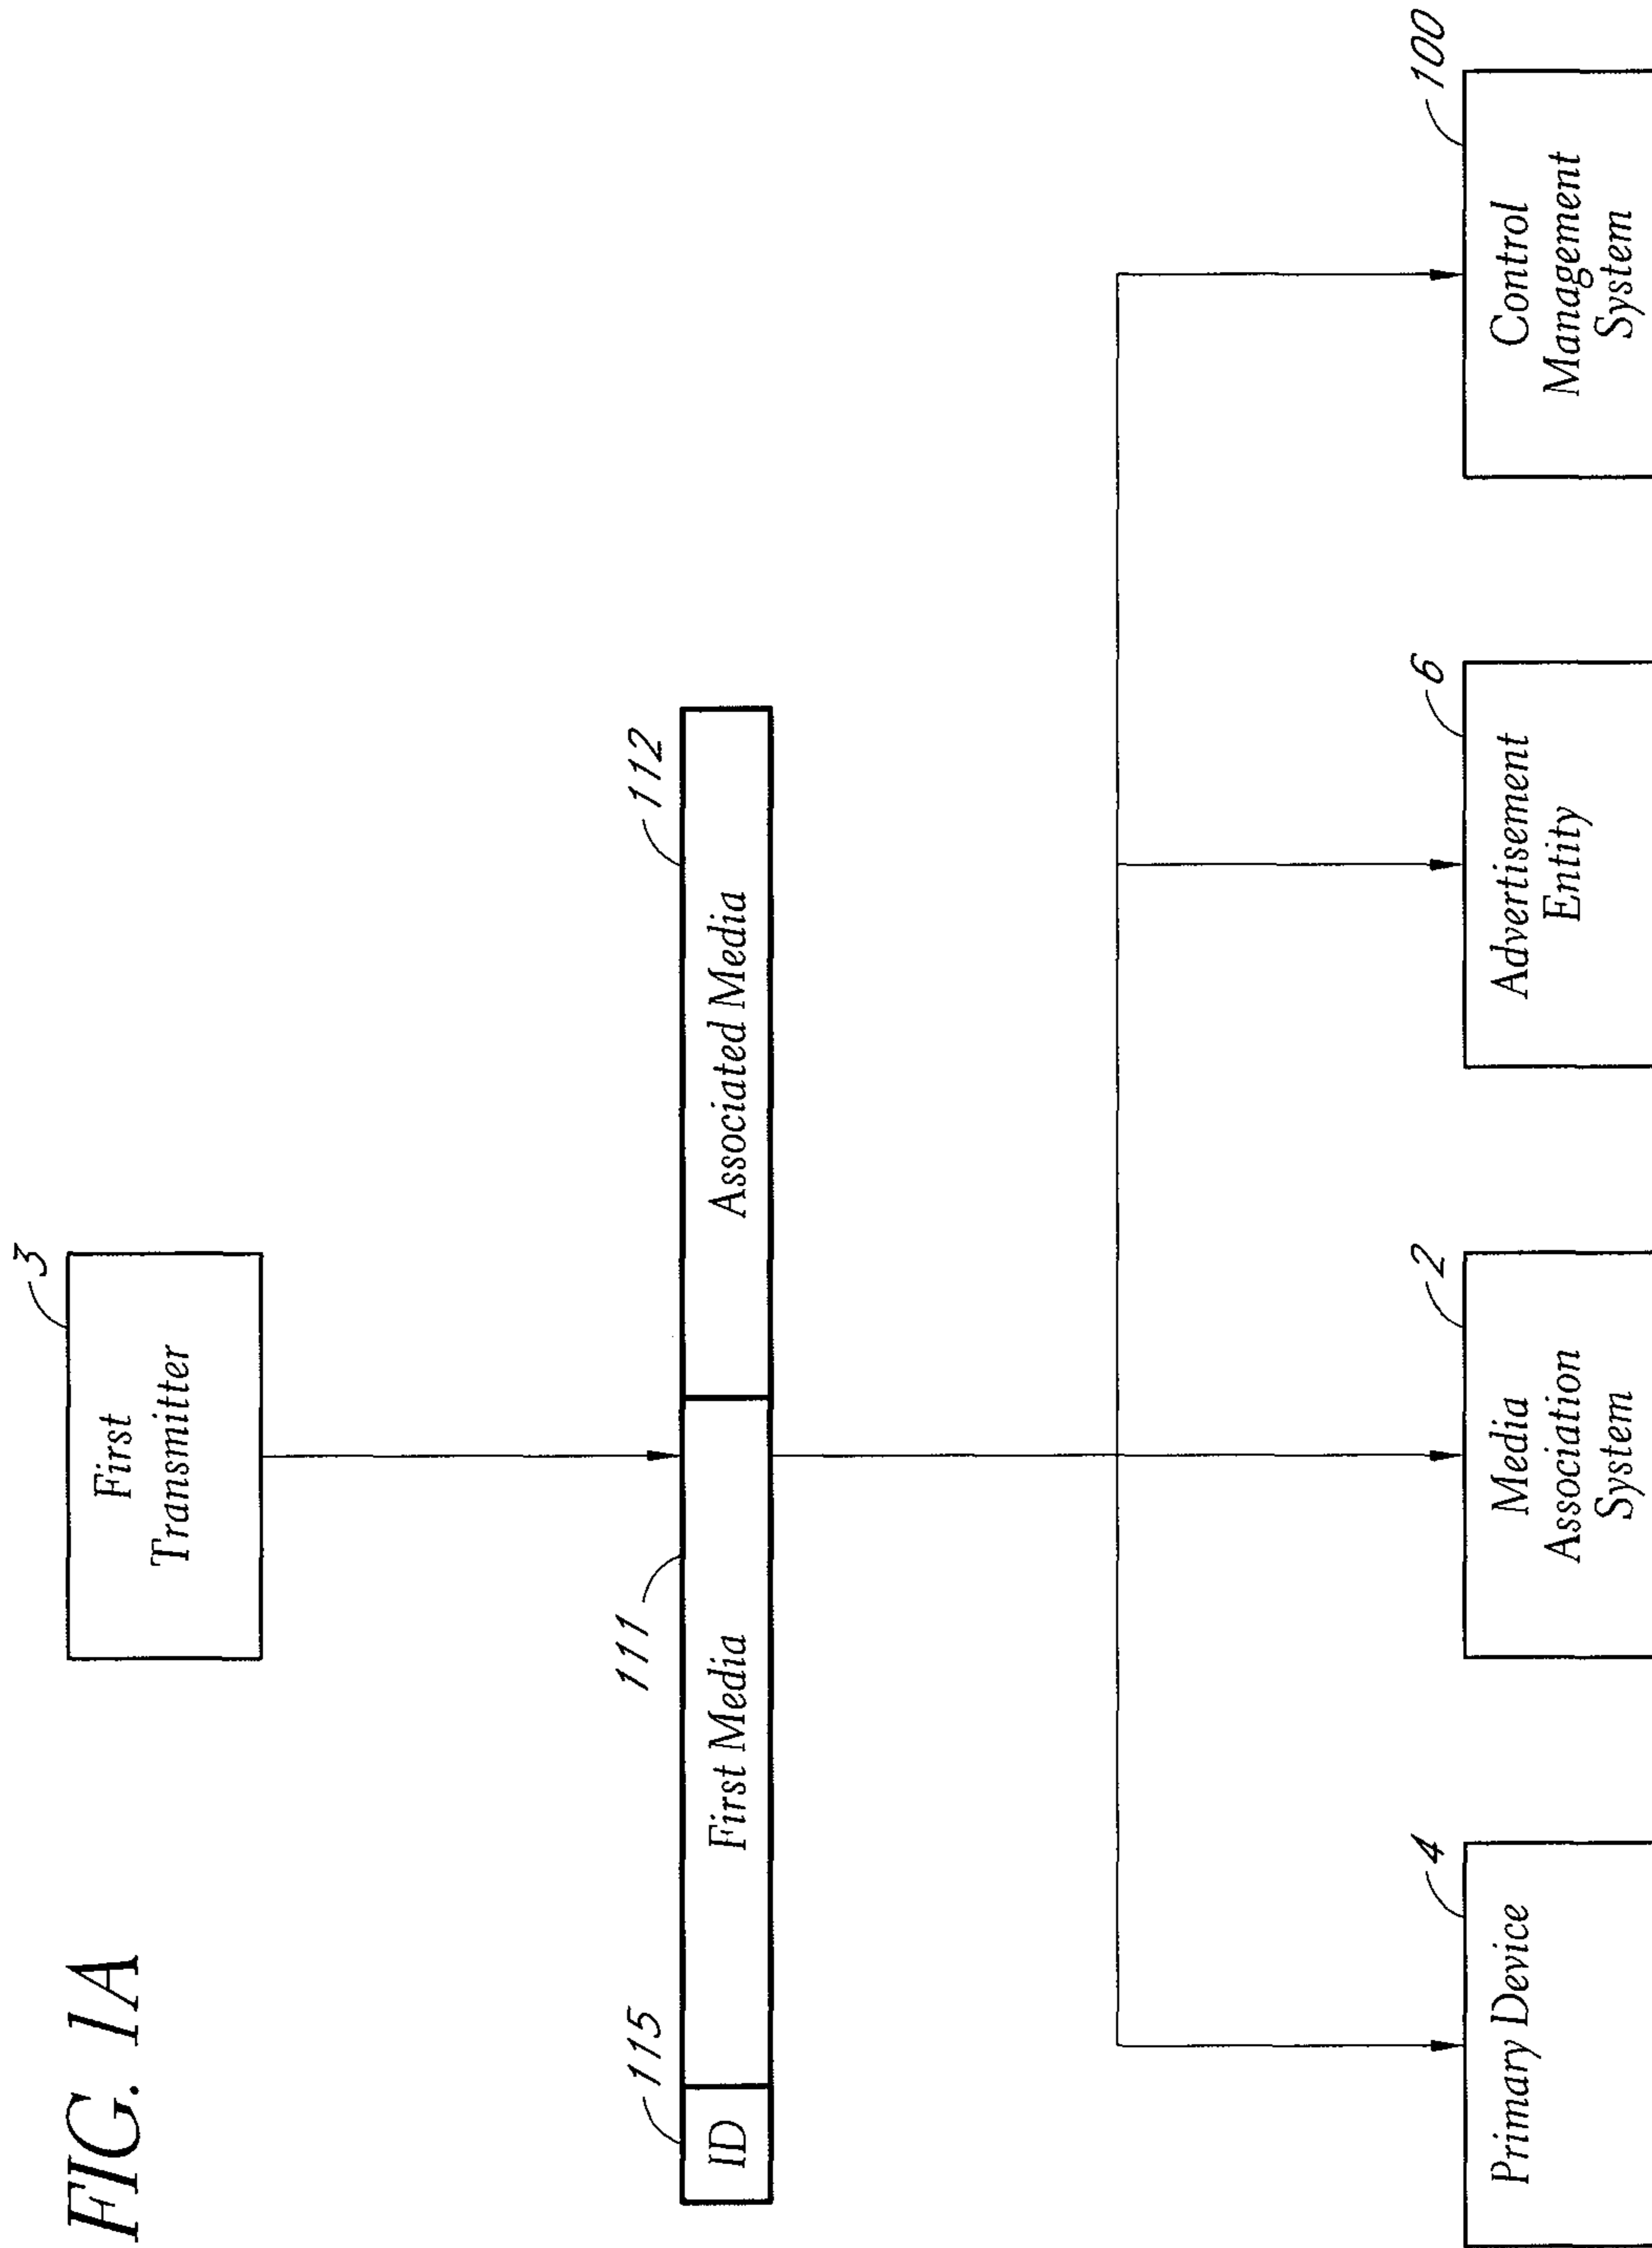 FIG. 1A
3
First
Transmitter
115
111
112
ID
First Media
Associated Media
4
2
6
100
Primary Device
Media
Association
System
Advertisement
Entity
Control
Management
System